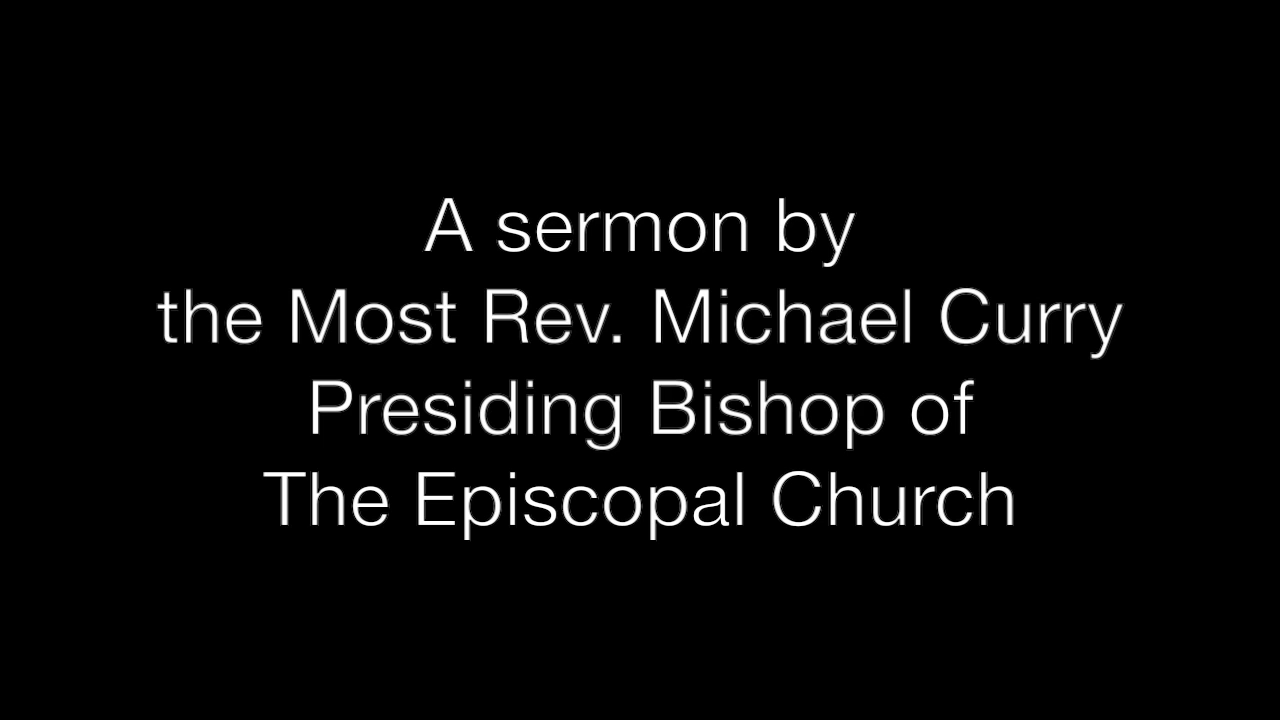 A sermon by
the Most Rev. Michael Curry
Presiding Bishop of
The Episcopal Church